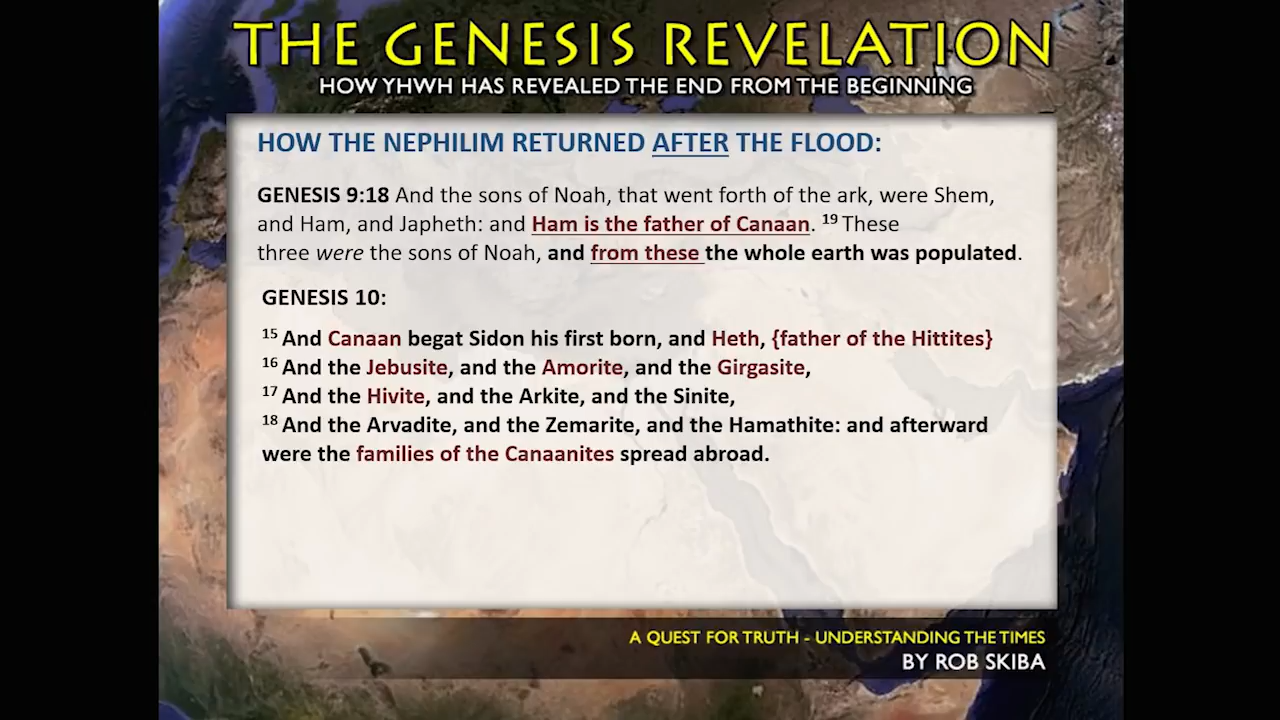 THE GENESIS REVELATION
HOW YHWH HAS REVEALED THE END FROM THE BEGINNING
HOW THE NEPHILIM RETURNED AFTER THE FLOOD:
GENESIS 9:18 And the sons of Noah, that went forth of the ark, were Shem,
and Ham, and Japheth: and Ham is the father of Canaan. 19 These
three were the sons of Noah, and from these the whole earth was populated.
GENESIS 10:
15 And Canaan begat Sidon his first born, and Heth, {father of the Hittites}
16 And the Jebusite, and the Amorite, and the Girgasite,
17 And the Hivite, and the Arkite, and the Sinite,
18 And the Arvadite, and the Zemarite, and the Hamathite: and afterward
were the families of the Canaanites spread abroad.
A QUEST FOR TRUTH - UNDERSTANDING THE TIMES
BY ROB SKIBA